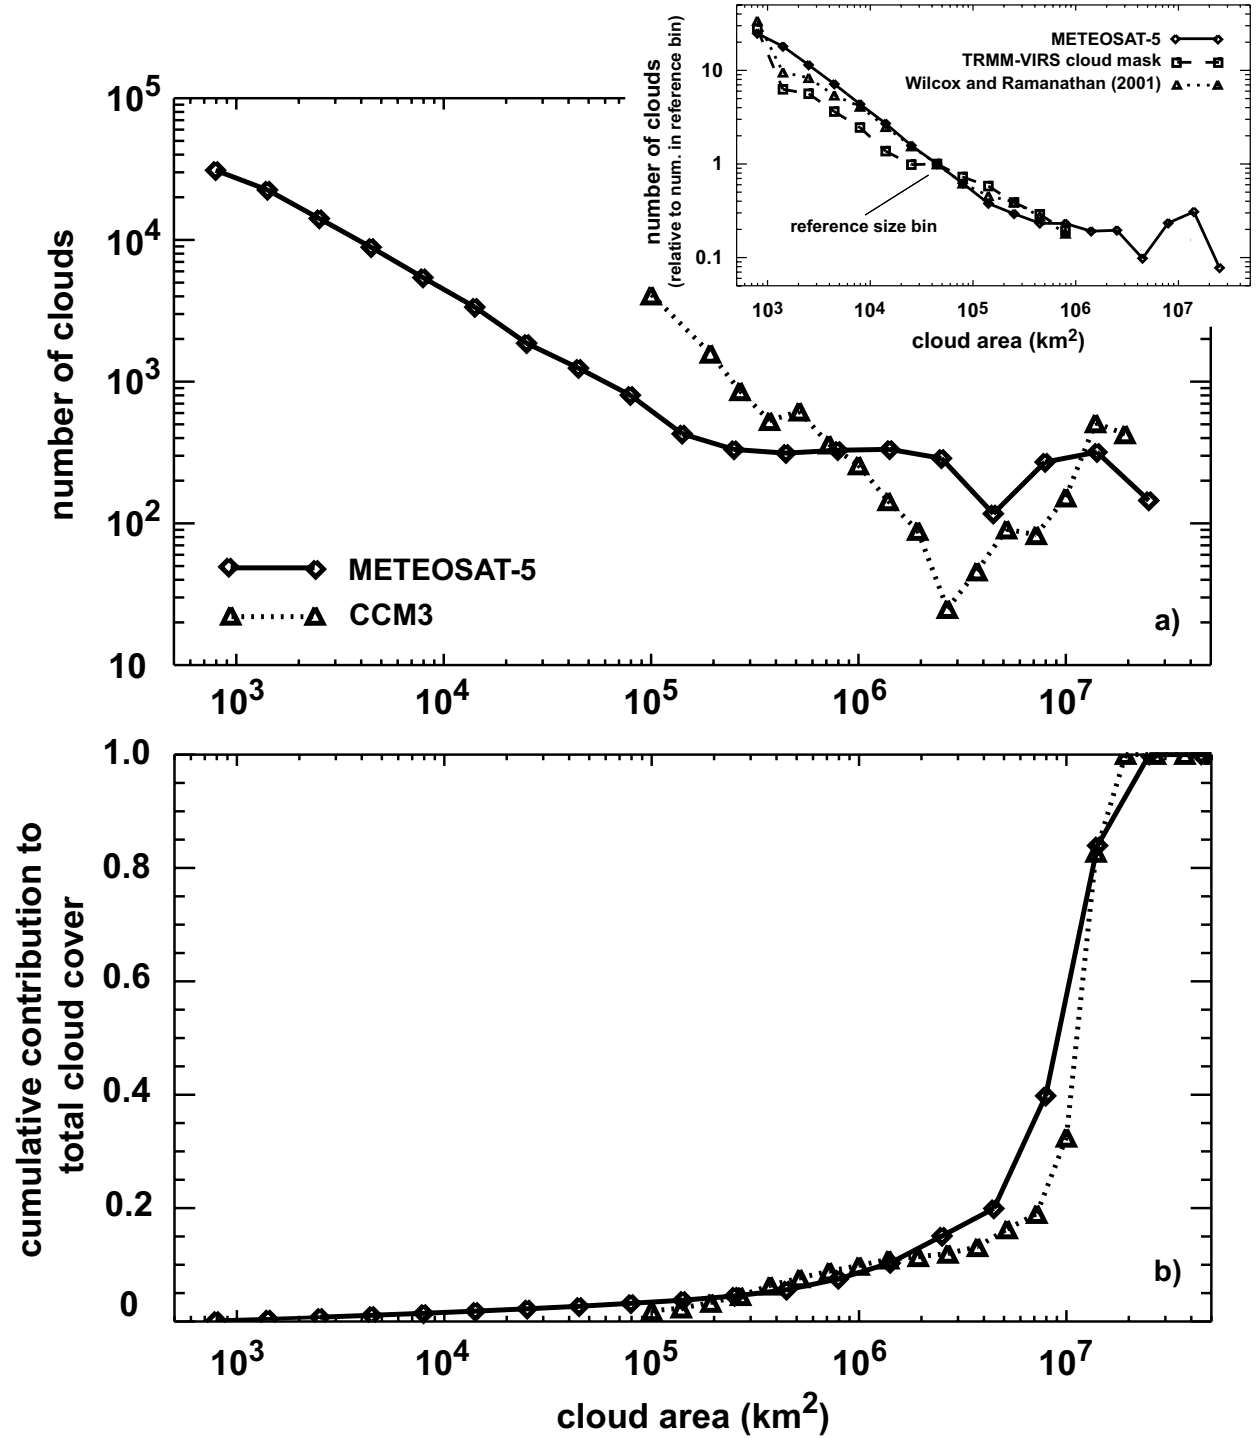 10⁵
10⁴
10³
10²
10
number of clouds
METEOSAT-5
CCM3
a)
10³ 10⁴ 10⁵ 10⁶ 10⁷
number of clouds
(relative to num. in reference bin)
10
1
0.1
METEOSAT-5
TRMM-VIRS cloud mask
Wilcox and Ramanathan (2001)
reference size bin
10³ 10⁴ 10⁵ 10⁶ 10⁷
cloud area (km²)
1.0
0.8
0.6
0.4
0.2
0
cumulative contribution to
total cloud cover
b)
10³ 10⁴ 10⁵ 10⁶ 10⁷
cloud area (km²)